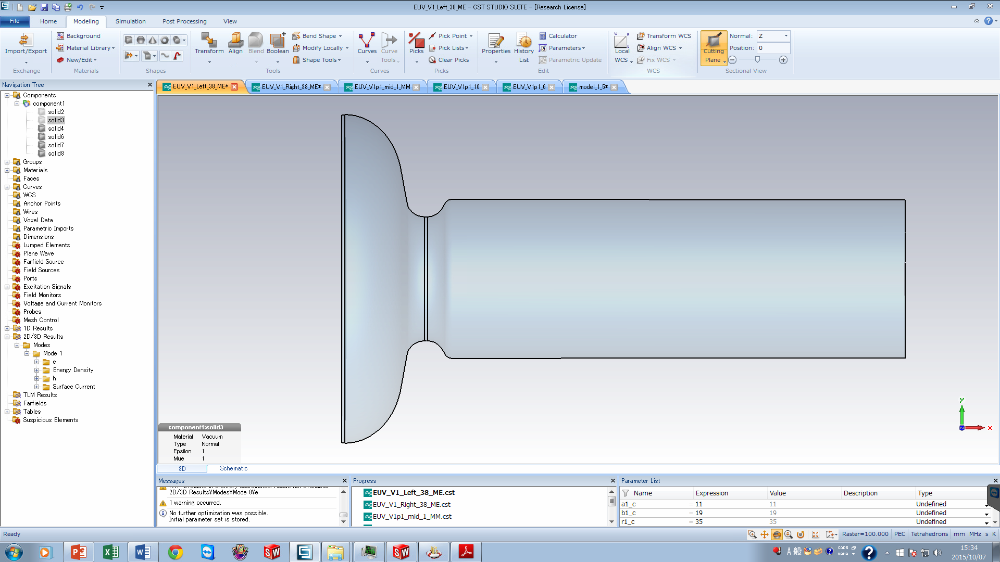 EUV_V1_Left_38_ME - CST STUDIO SUITE - [Research License]
File Home Modeling Simulation Post Processing View
Import/Export
Exchange
Background
Material Library
New/Edit
Materials
Shapes
Transform Align Blend Boolean
Bend Shape
Modify Locally
Shape Tools
Tools
Curves Curve Tools
Curves
Picks
Pick Point
Pick Lists
Clear Picks
Picks
Properties History List
Calculator
Parameters
Parametric Update
Edit
Local WCS
Transform WCS
Align WCS
Fix WCS
WCS
Cutting Plane
Normal: Z
Position: 0
Sectional View
Navigation Tree
EUV_V1_Left_38_ME* EUV_V1_Right_38_ME* EUV_V1p1_mid_1_MM EUV_V1p1_10 EUV_V1p1_6 model_1_5*
Components
component1
solid2
solid3
solid4
solid6
solid7
solid8
Groups
Materials
Faces
Curves
WCS
Anchor Points
Wires
Voxel Data
Parametric Imports
Dimensions
Lumped Elements
Plane Wave
Farfield Source
Field Sources
Ports
Excitation Signals
Field Monitors
Voltage and Current Monitors
Probes
Mesh Control
1D Results
2D/3D Results
Modes
Mode 1
e
Energy Density
h
Surface Current
TLM Results
Farfields
Tables
Suspicious Elements
component1:solid3
Material Vacuum
Type Normal
Epsilon 1
Mue 1
y
z x
3D Schematic
Messages
2D/3D Results¥Modes¥Mode 8¥e
1 warning occurred.
No further optimization was possible.
Initial parameter set is stored.
Progress
EUV_V1_Left_38_ME.cst
EUV_V1_Right_38_ME.cst
EUV_V1p1_mid_1_MM.cst
Parameter List
Name Expression Value Description Type
a1_c = 11 11 Undefined
b1_c = 19 19 Undefined
r1_c = 35 35 Undefined
Ready
Raster=100.000 PEC Tetrahedrons mm MHz s K
A 般 CAPS KANA
15:34
2015/10/07